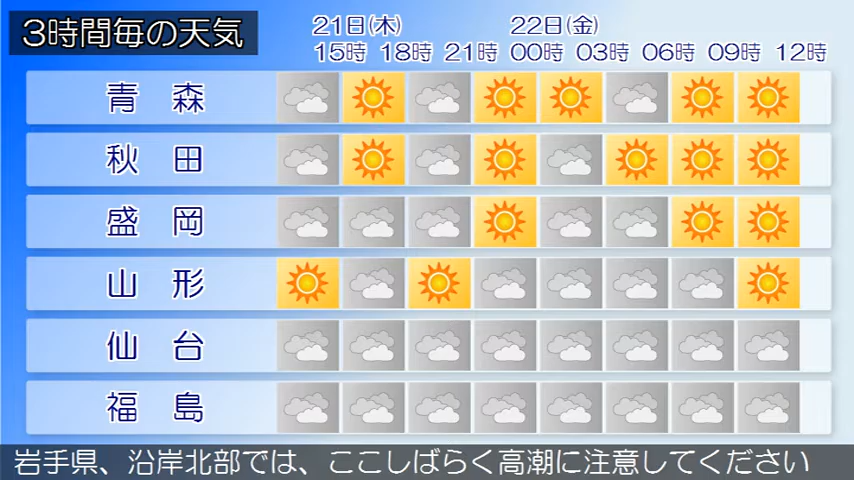 3時間毎の天気
21日(木) 22日(金)
15時 18時 21時 00時 03時 06時 09時 12時
青森
秋田
盛岡
山形
仙台
福島
岩手県、沿岸北部では、ここしばらく高潮に注意してください